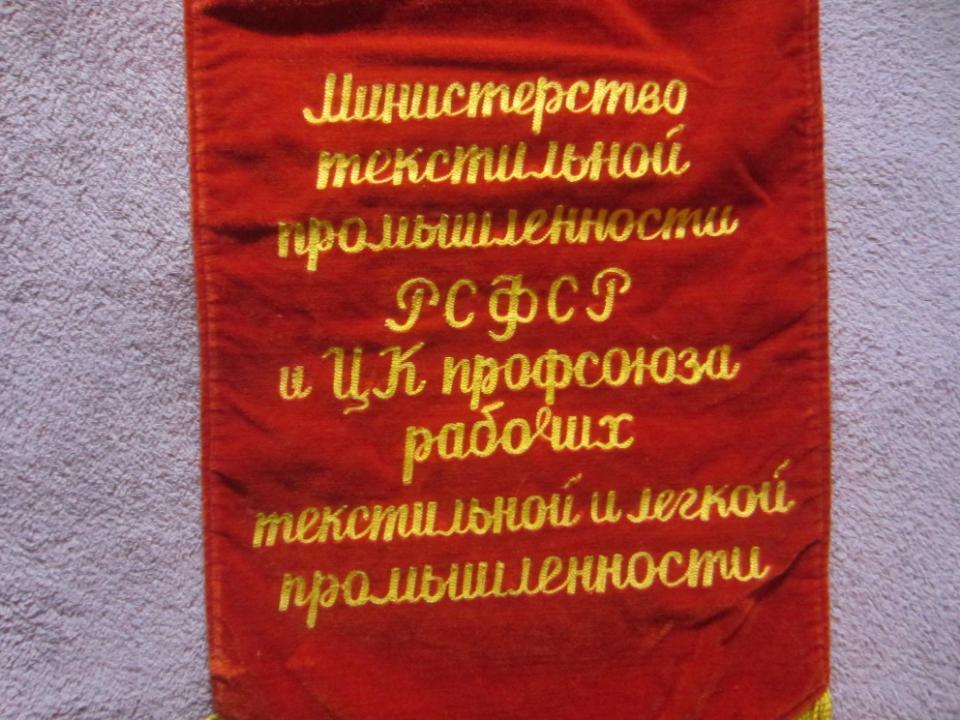 Министерство
текстильной
промышленности
РСФСР
и ЦК профсоюза
рабочих
текстильной и легкой
промышленности